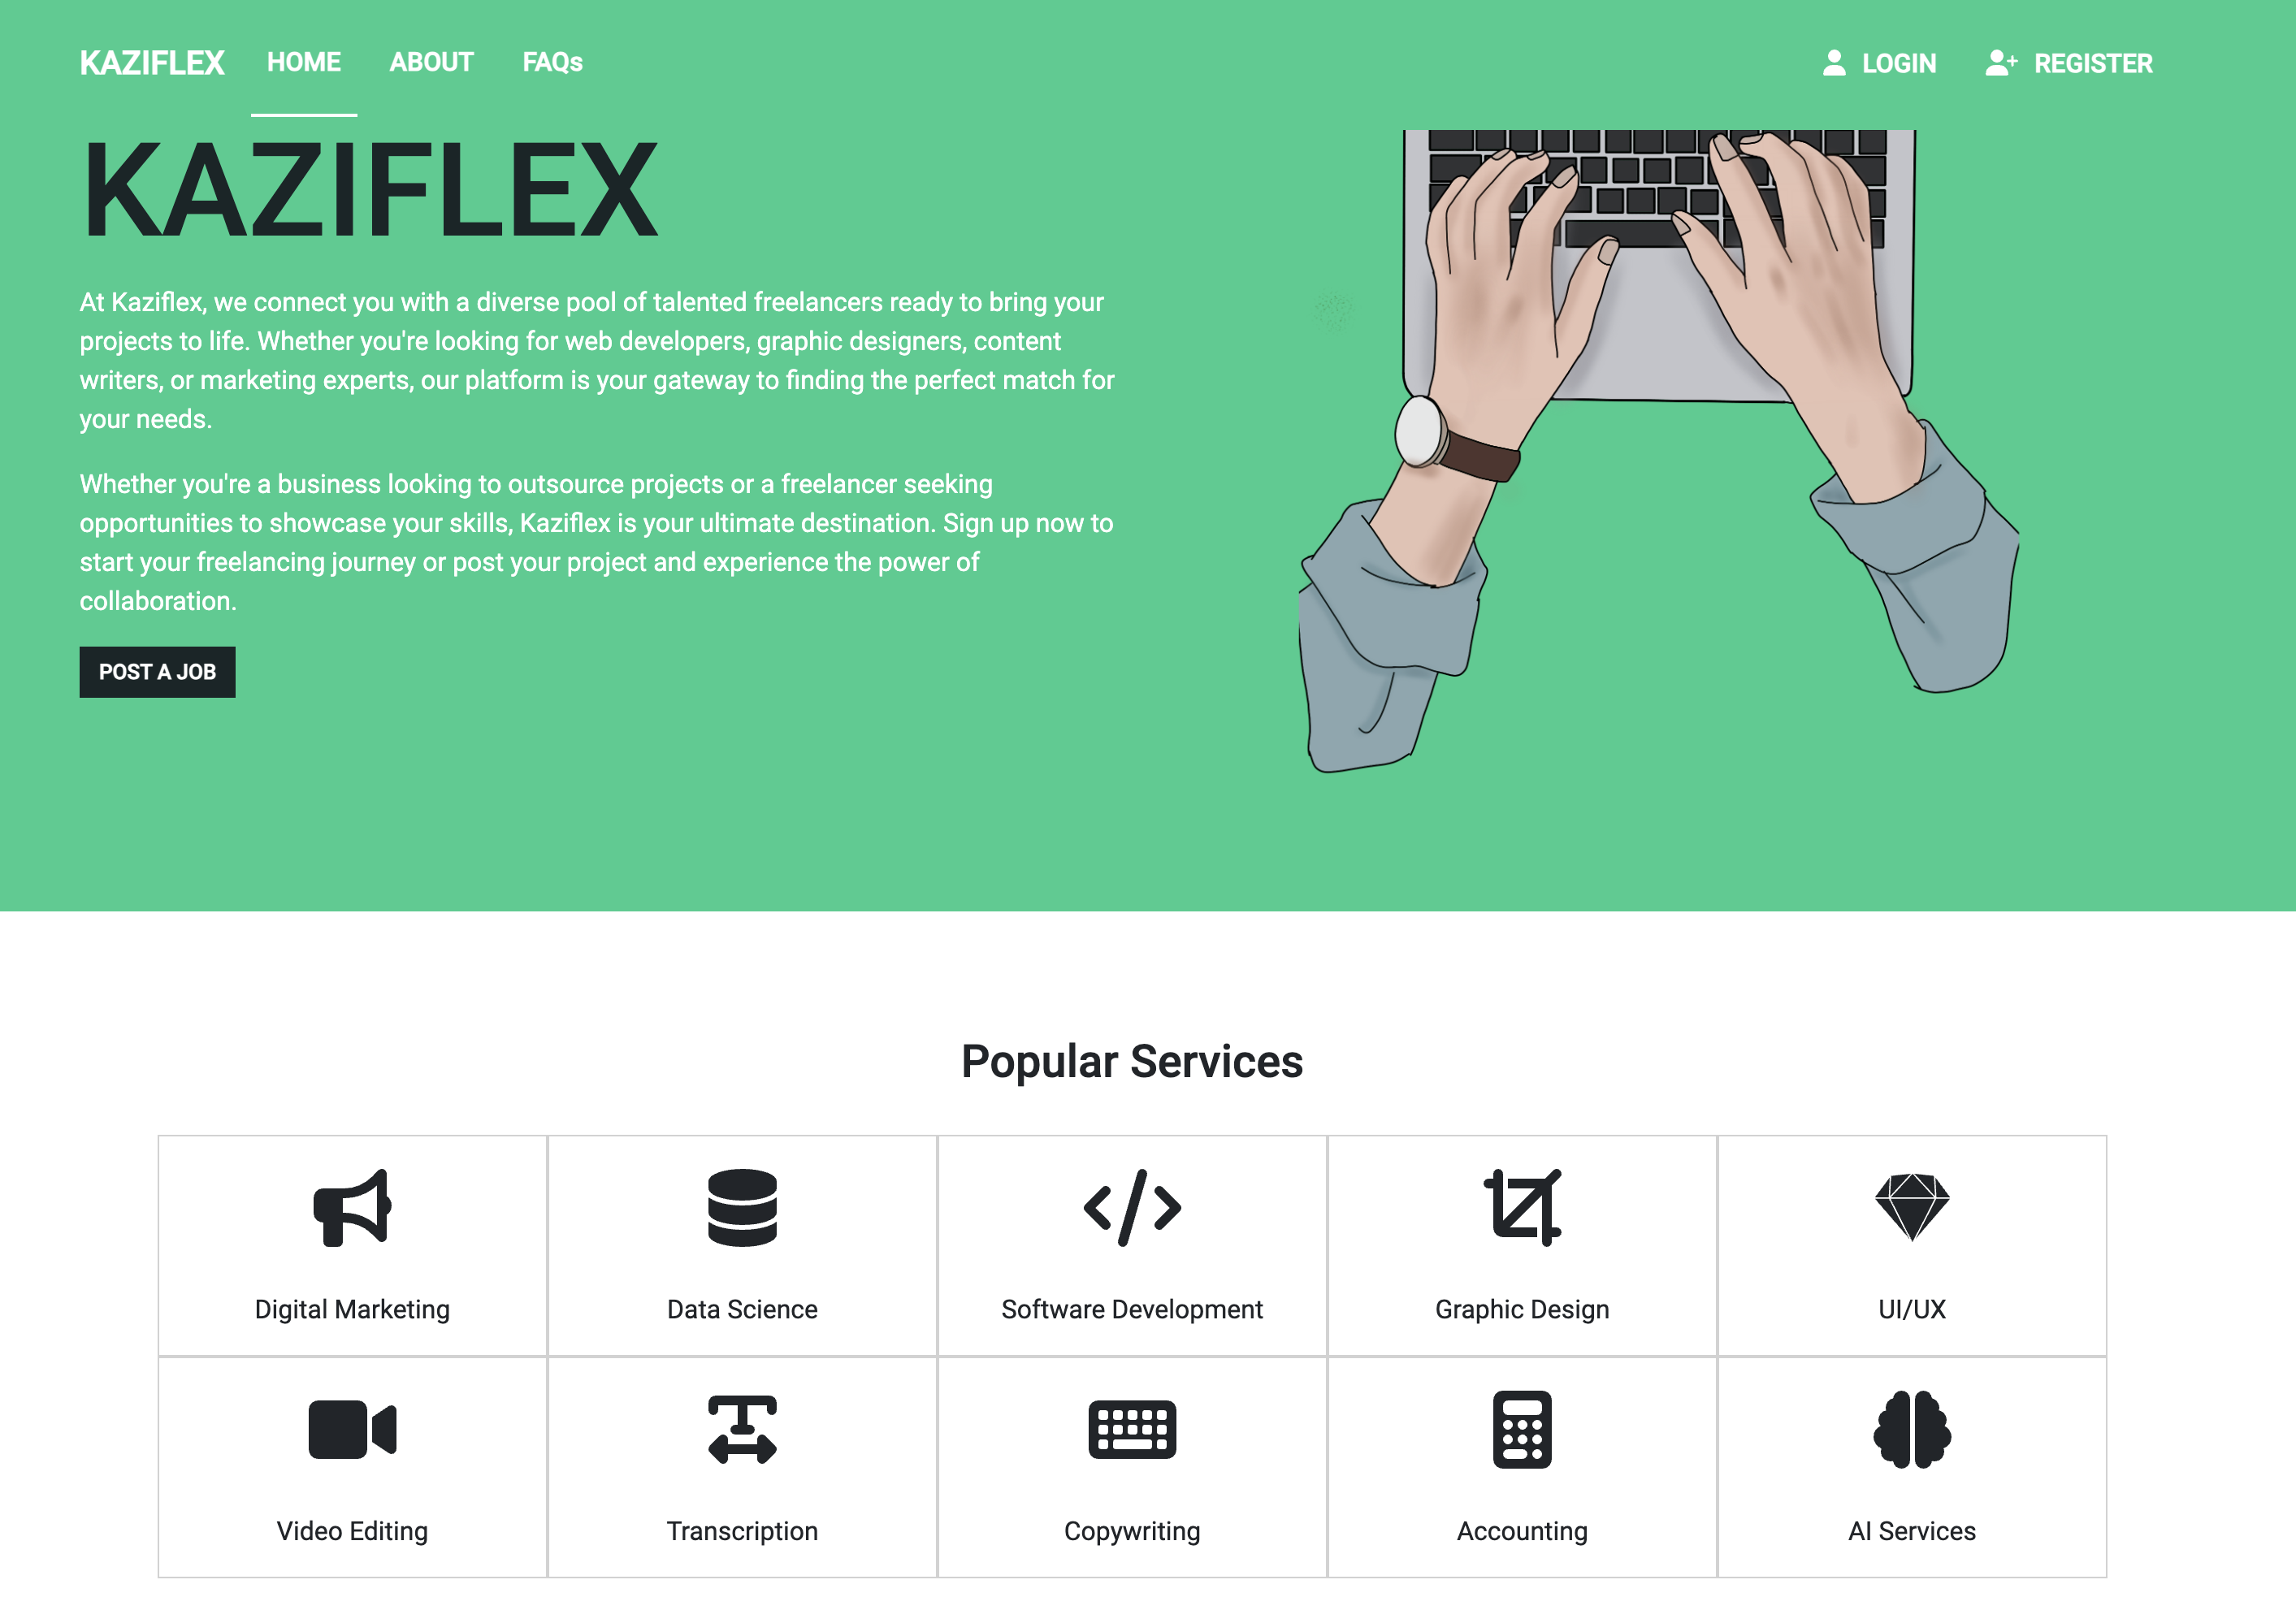 KAZIFLEX HOME ABOUT FAQs LOGIN REGISTER
KAZIFLEX
At Kaziflex, we connect you with a diverse pool of talented freelancers ready to bring your
projects to life. Whether you're looking for web developers, graphic designers, content
writers, or marketing experts, our platform is your gateway to finding the perfect match for
your needs.
Whether you're a business looking to outsource projects or a freelancer seeking
opportunities to showcase your skills, Kaziflex is your ultimate destination. Sign up now to
start your freelancing journey or post your project and experience the power of
collaboration.
POST A JOB
Popular Services
Digital Marketing Data Science Software Development Graphic Design UI/UX
Video Editing Transcription Copywriting Accounting AI Services